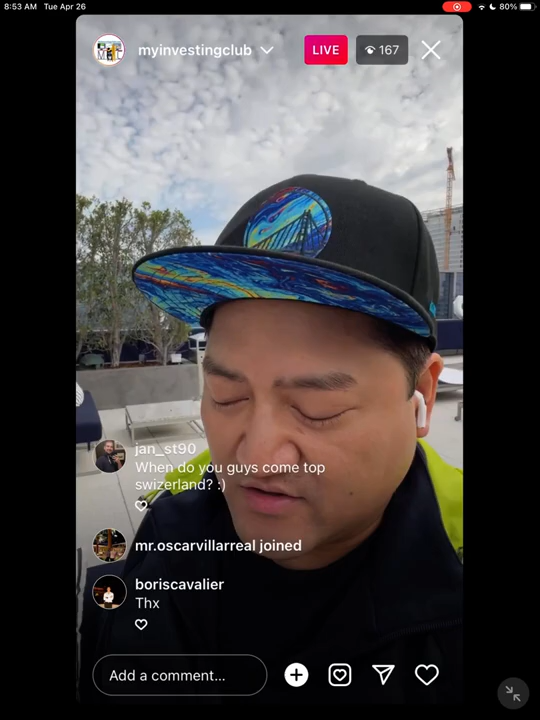 8:53 AM Tue Apr 26
80%
myinvestingclub
LIVE
167
jan_st90
When do you guys come top
swizerland? :)
mr.oscarvillarreal joined
boriscavalier
Thx
Add a comment...